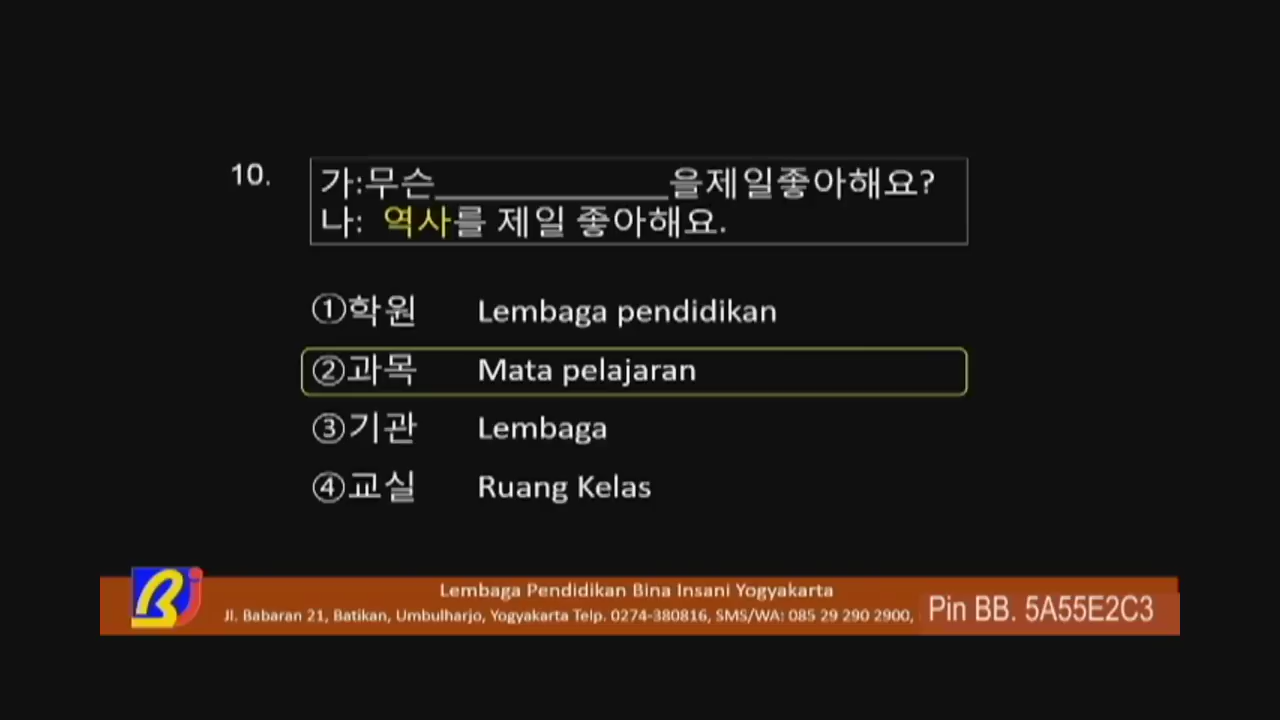 10.
가:무슨____________을제일좋아해요?
나: 역사를 제일 좋아해요.
①학원 Lembaga pendidikan
②과목 Mata pelajaran
③기관 Lembaga
④교실 Ruang Kelas
Lembaga Pendidikan Bina Insani Yogyakarta
Jl. Babaran 21, Batikan, Umbulharjo, Yogyakarta Telp. 0274-380816, SMS/WA: 085 29 290 2900, Pin BB. 5A55E2C3